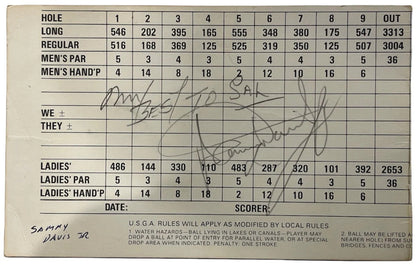 HOLE 1 2 3 4 5 6 7 8 9 OUT
LONG 546 202 395 165 555 348 380 175 547 3313
REGULAR 516 168 369 125 525 319 350 125 507 3004
MEN'S PAR 5 3 4 3 5 4 4 3 5 36
MEN'S HAND'P 4 14 8 18 2 12 10 16 6
My BEST TO SAL
WE ±
THEY ±
Sammy Davis Jr
LADIES' 486 144 330 110 483 287 320 101 392 2653
LADIES' PAR 5 3 4 3 5 4 4 3 5 36
LADIES' HAND'P 4 14 8 18 2 12 10 16 6
DATE: SCORER:
SAMMY
DAVIS JR
U.S.G.A. RULES WILL APPLY AS MODIFIED BY LOCAL RULES
1. WATER HAZARDS—BALL LYING IN LAKES OR CANALS—PLAYER MAY
DROP A BALL AT POINT OF ENTRY FOR PARALLEL WATER, OR AT SPECIAL
DROP AREA WHEN INDICATED. PENALTY: ONE STROKE.
2. BALL MAY BE
NEARER HOLE) FROM
BRIDGES, FENCES